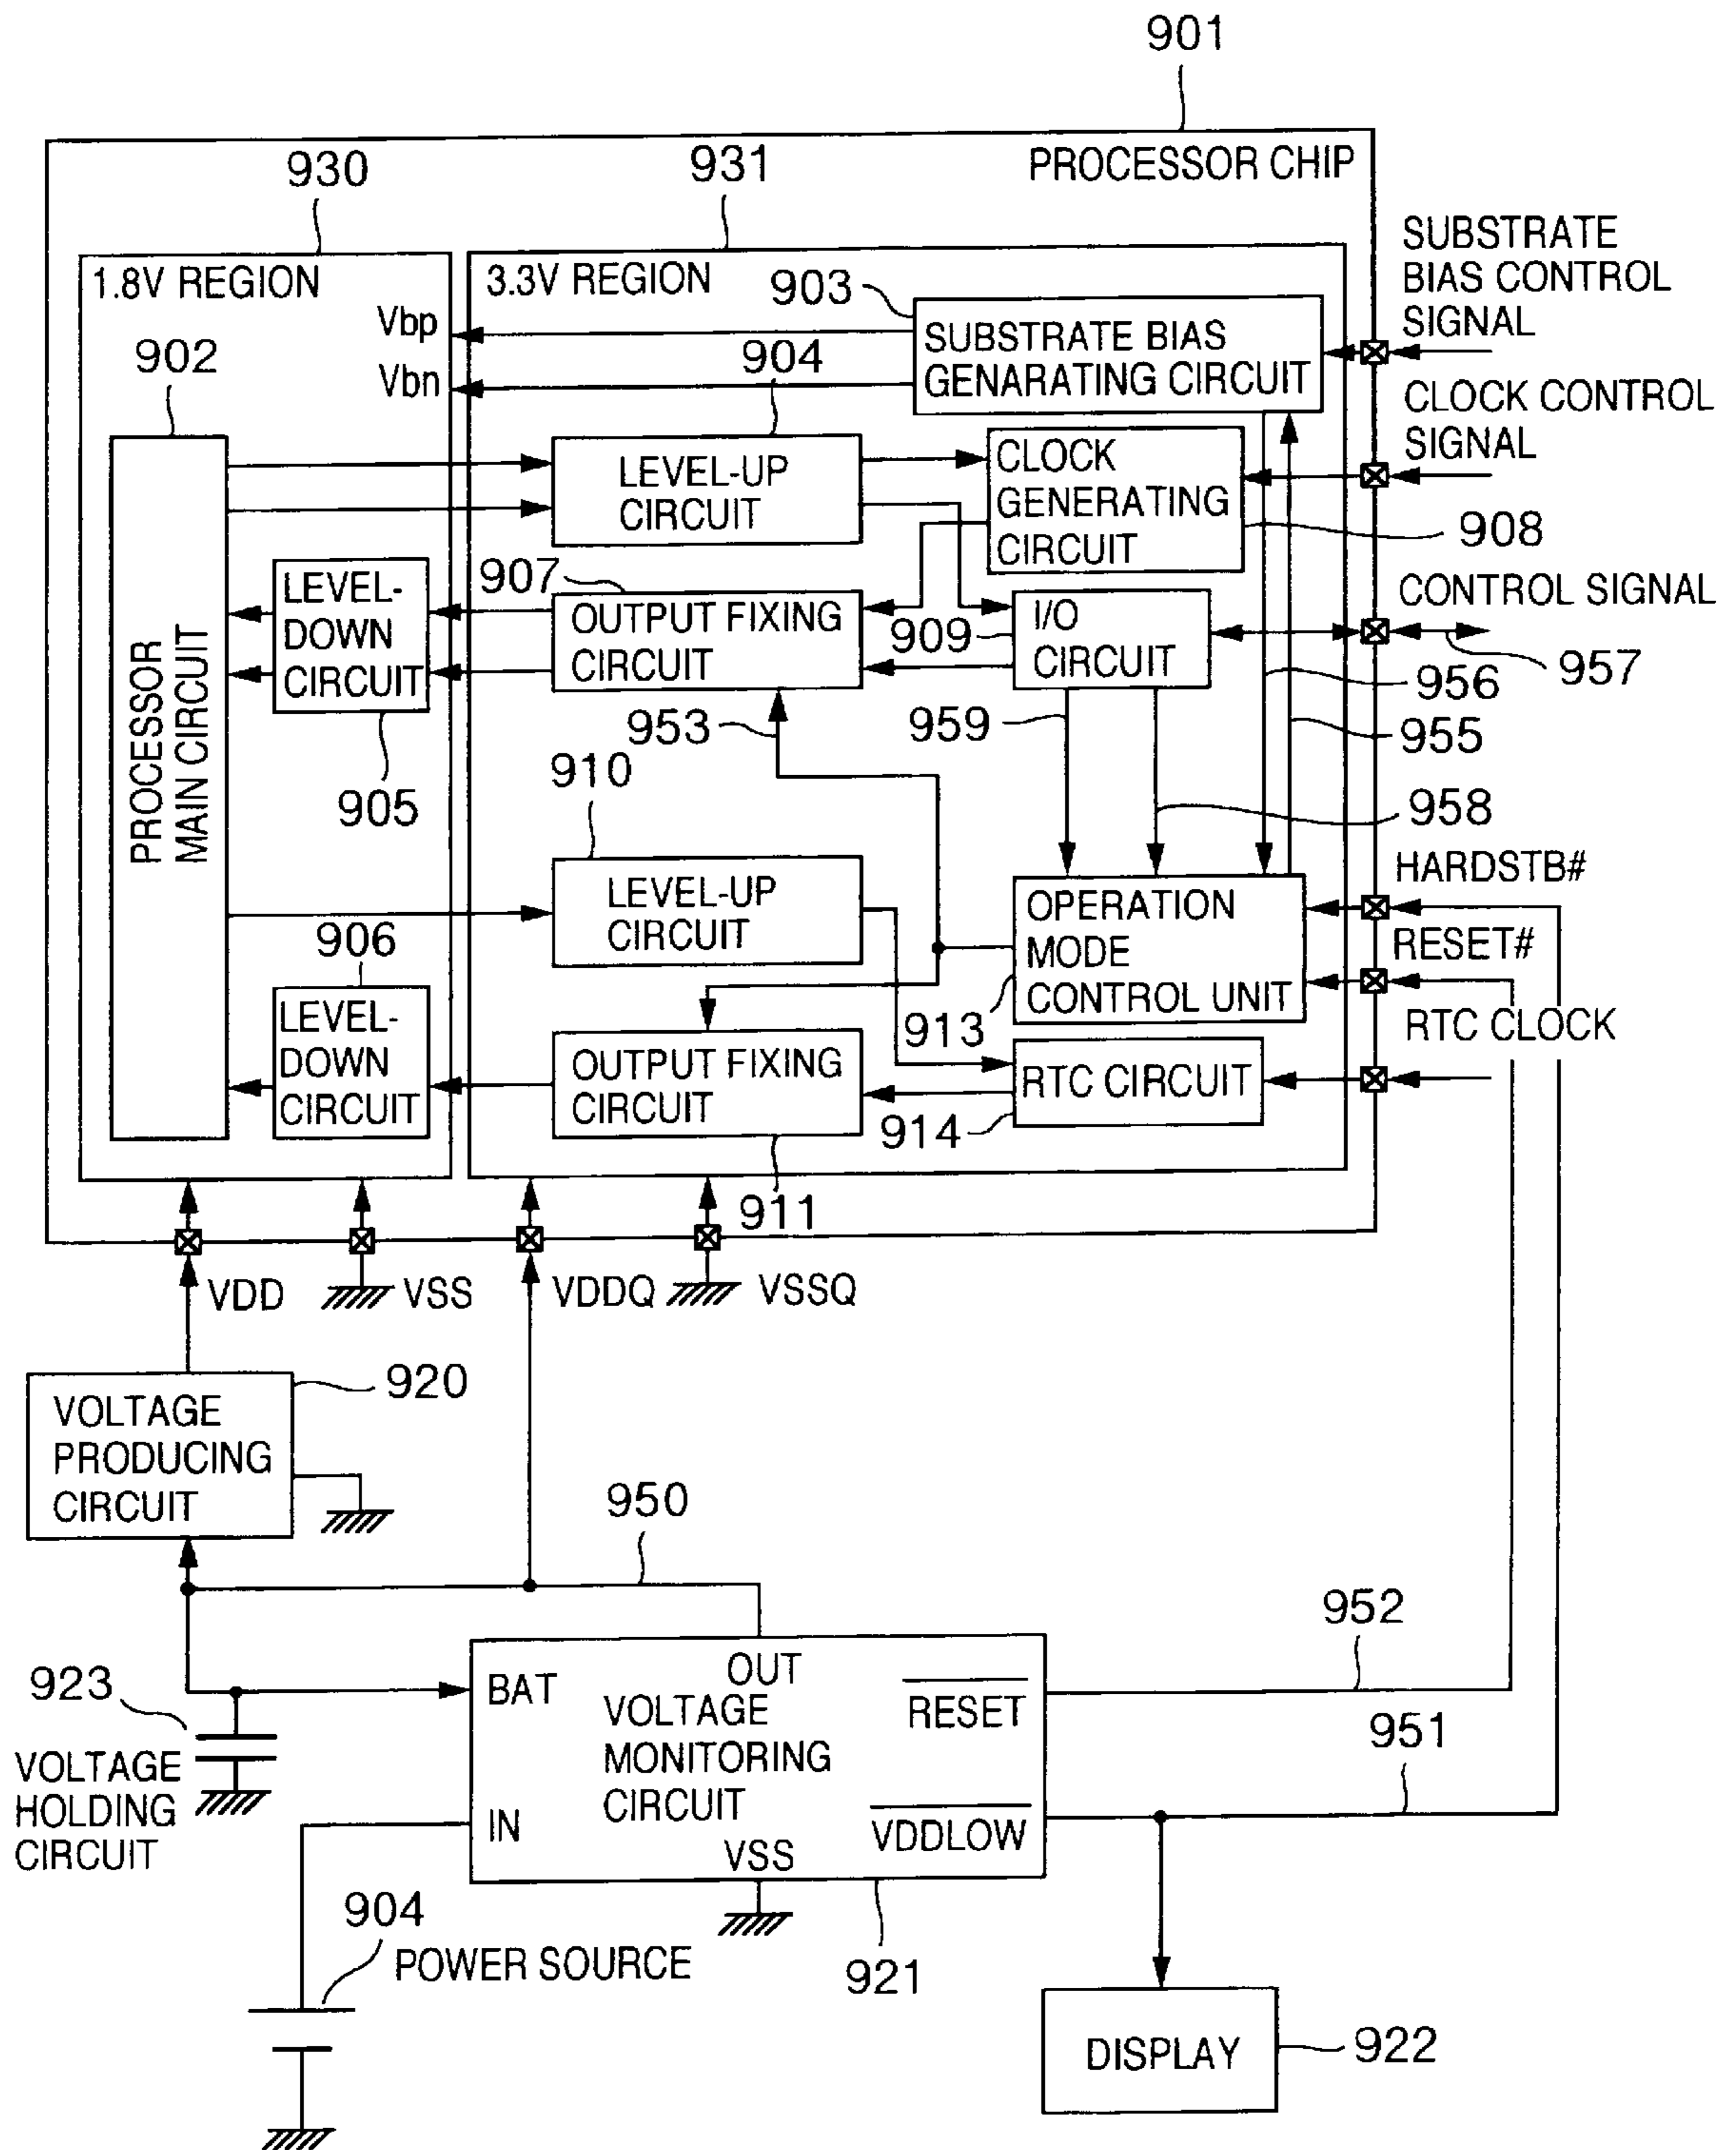 901
PROCESSOR CHIP
930
931
SUBSTRATE
BIAS CONTROL
SIGNAL
1.8V REGION
3.3V REGION
903
Vbp
Vbn
SUBSTRATE BIAS
GENARATING CIRCUIT
902
904
CLOCK CONTROL
SIGNAL
LEVEL-UP
CIRCUIT
CLOCK
GENERATING
CIRCUIT
908
907
LEVEL-
DOWN
CIRCUIT
OUTPUT FIXING
CIRCUIT
909
I/O
CIRCUIT
CONTROL SIGNAL
957
956
PROCESSOR
MAIN CIRCUIT
905
953
959
955
910
958
LEVEL-UP
CIRCUIT
HARDSTB#
OPERATION
MODE
CONTROL UNIT
RESET#
906
LEVEL-
DOWN
CIRCUIT
913
RTC CLOCK
OUTPUT FIXING
CIRCUIT
RTC CIRCUIT
914
911
VDD
VSS
VDDQ
VSSQ
920
VOLTAGE
PRODUCING
CIRCUIT
950
952
923
BAT
OUT
RESET
VOLTAGE
MONITORING
CIRCUIT
951
VOLTAGE
HOLDING
CIRCUIT
IN
VDDLOW
VSS
904
POWER SOURCE
921
DISPLAY
922